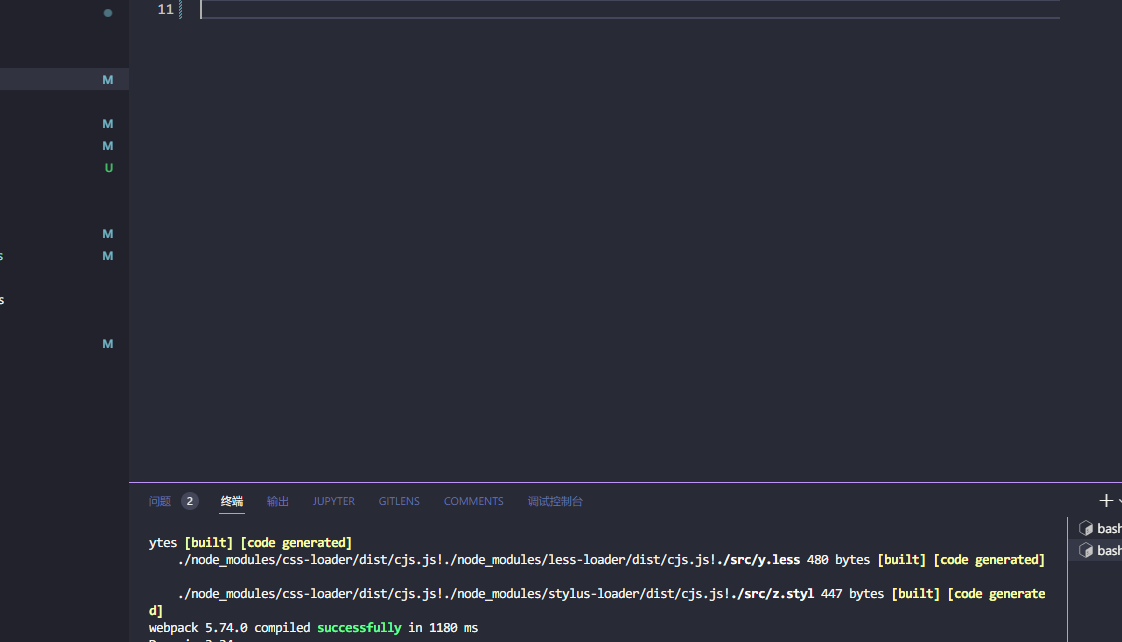 11
M
M
M
U
M
s
M
s
M
问题 2 终端 输出 JUPYTER GITLENS COMMENTS 调试控制台
ytes [built] [code generated]
./node_modules/css-loader/dist/cjs.js!./node_modules/less-loader/dist/cjs.js!./src/y.less 480 bytes [built] [code generated]
./node_modules/css-loader/dist/cjs.js!./node_modules/stylus-loader/dist/cjs.js!./src/z.styl 447 bytes [built] [code generate
d]
webpack 5.74.0 compiled successfully in 1180 ms
bash
bash